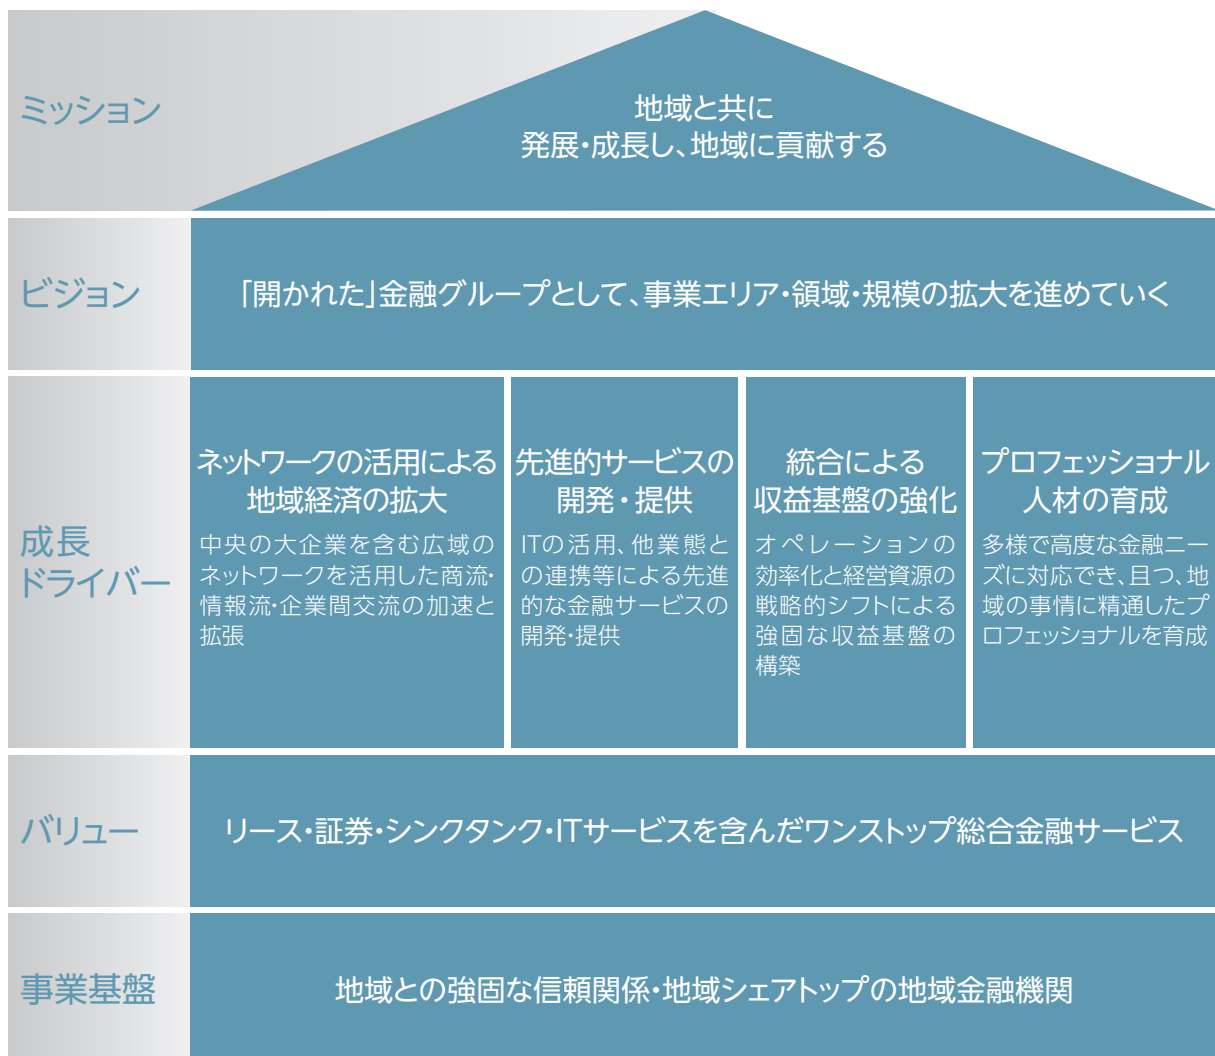 ミッション
地域と共に
発展・成長し、地域に貢献する
ビジョン
「開かれた」金融グループとして、事業エリア・領域・規模の拡大を進めていく
成長
ドライバー
ネットワークの活用による
地域経済の拡大
中央の大企業を含む広域の
ネットワークを活用した商流・
情報流・企業間交流の加速と
拡張
先進的サービスの
開発・提供
ITの活用、他業態と
の連携等による先進
的な金融サービスの
開発・提供
統合による
収益基盤の強化
オペレーションの
効率化と経営資源の
戦略的シフトによる
強固な収益基盤の
構築
プロフェッショナル
人材の育成
多様で高度な金融ニー
ズに対応でき、且つ、地
域の事情に精通したプ
ロフェッショナルを育成
バリュー
リース・証券・シンクタンク・ITサービスを含んだワンストップ総合金融サービス
事業基盤
地域との強固な信頼関係・地域シェアトップの地域金融機関